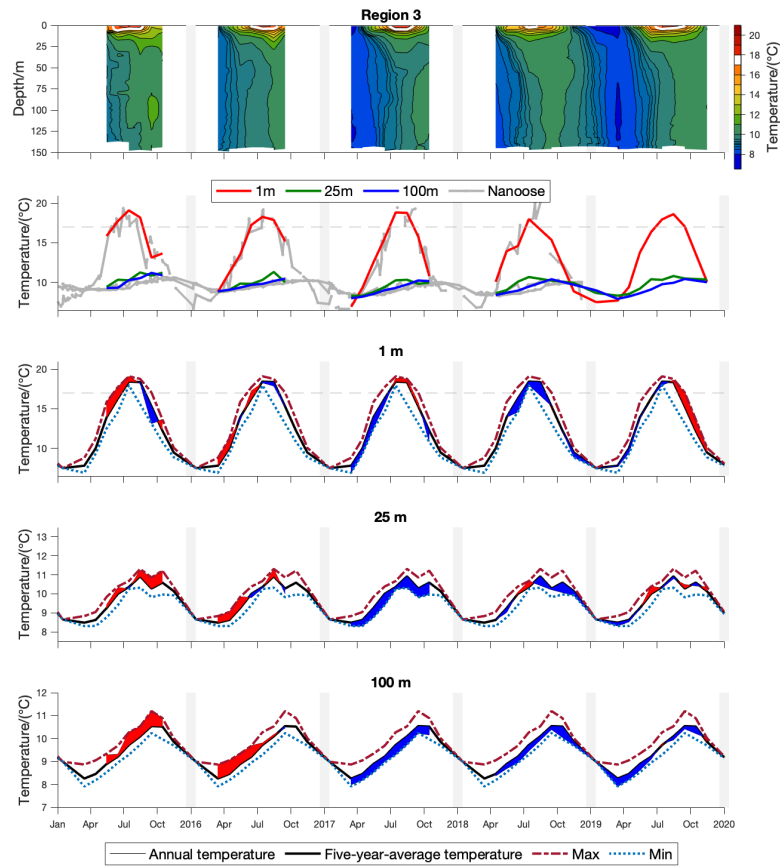 Region 3
Depth/m
0
25
50
75
100
125
150
20
18
16
14
12
10
8
Temperature/(°C)
1m 25m 100m Nanoose
Temperature/(°C)
20
15
10
1 m
Temperature/(°C)
20
15
10
25 m
Temperature/(°C)
13
12
11
10
9
8
100 m
Temperature/(°C)
12
11
10
9
8
7
Jan Apr Jul Oct 2016 Apr Jul Oct 2017 Apr Jul Oct 2018 Apr Jul Oct 2019 Apr Jul Oct 2020
Annual temperature Five-year-average temperature Max Min